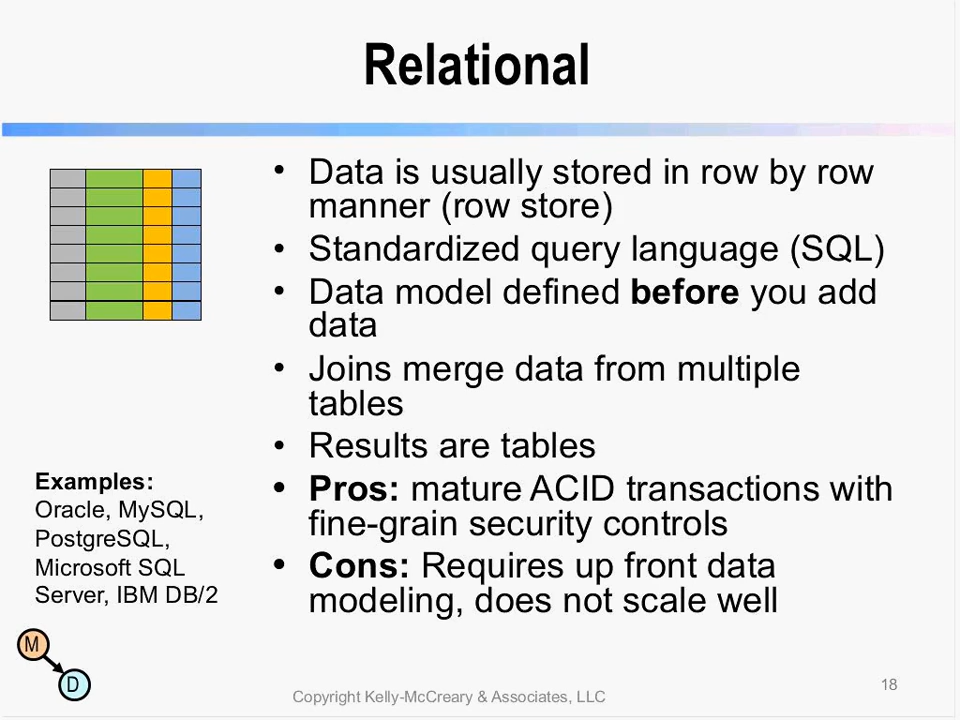 Relational
• Data is usually stored in row by row
manner (row store)
• Standardized query language (SQL)
• Data model defined before you add
data
• Joins merge data from multiple
tables
• Results are tables
• Pros: mature ACID transactions with
fine-grain security controls
• Cons: Requires up front data
modeling, does not scale well
Examples:
Oracle, MySQL,
PostgreSQL,
Microsoft SQL
Server, IBM DB/2
M
D
Copyright Kelly-McCreary & Associates, LLC
18